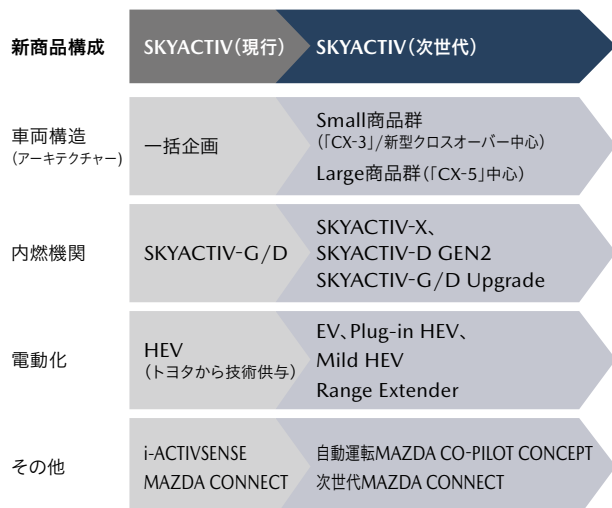 新商品構成
SKYACTIV(現行)
SKYACTIV(次世代)
車両構造
(アーキテクチャー)
一括企画
Small商品群
(「CX-3」/新型クロスオーバー中心)
Large商品群(「CX-5」中心)
内燃機関
SKYACTIV-G/D
SKYACTIV-X、
SKYACTIV-D GEN2
SKYACTIV-G/D Upgrade
電動化
HEV
(トヨタから技術供与)
EV、Plug-in HEV、
Mild HEV
Range Extender
その他
i-ACTIVSENSE
MAZDA CONNECT
自動運転MAZDA CO-PILOT CONCEPT
次世代MAZDA CONNECT